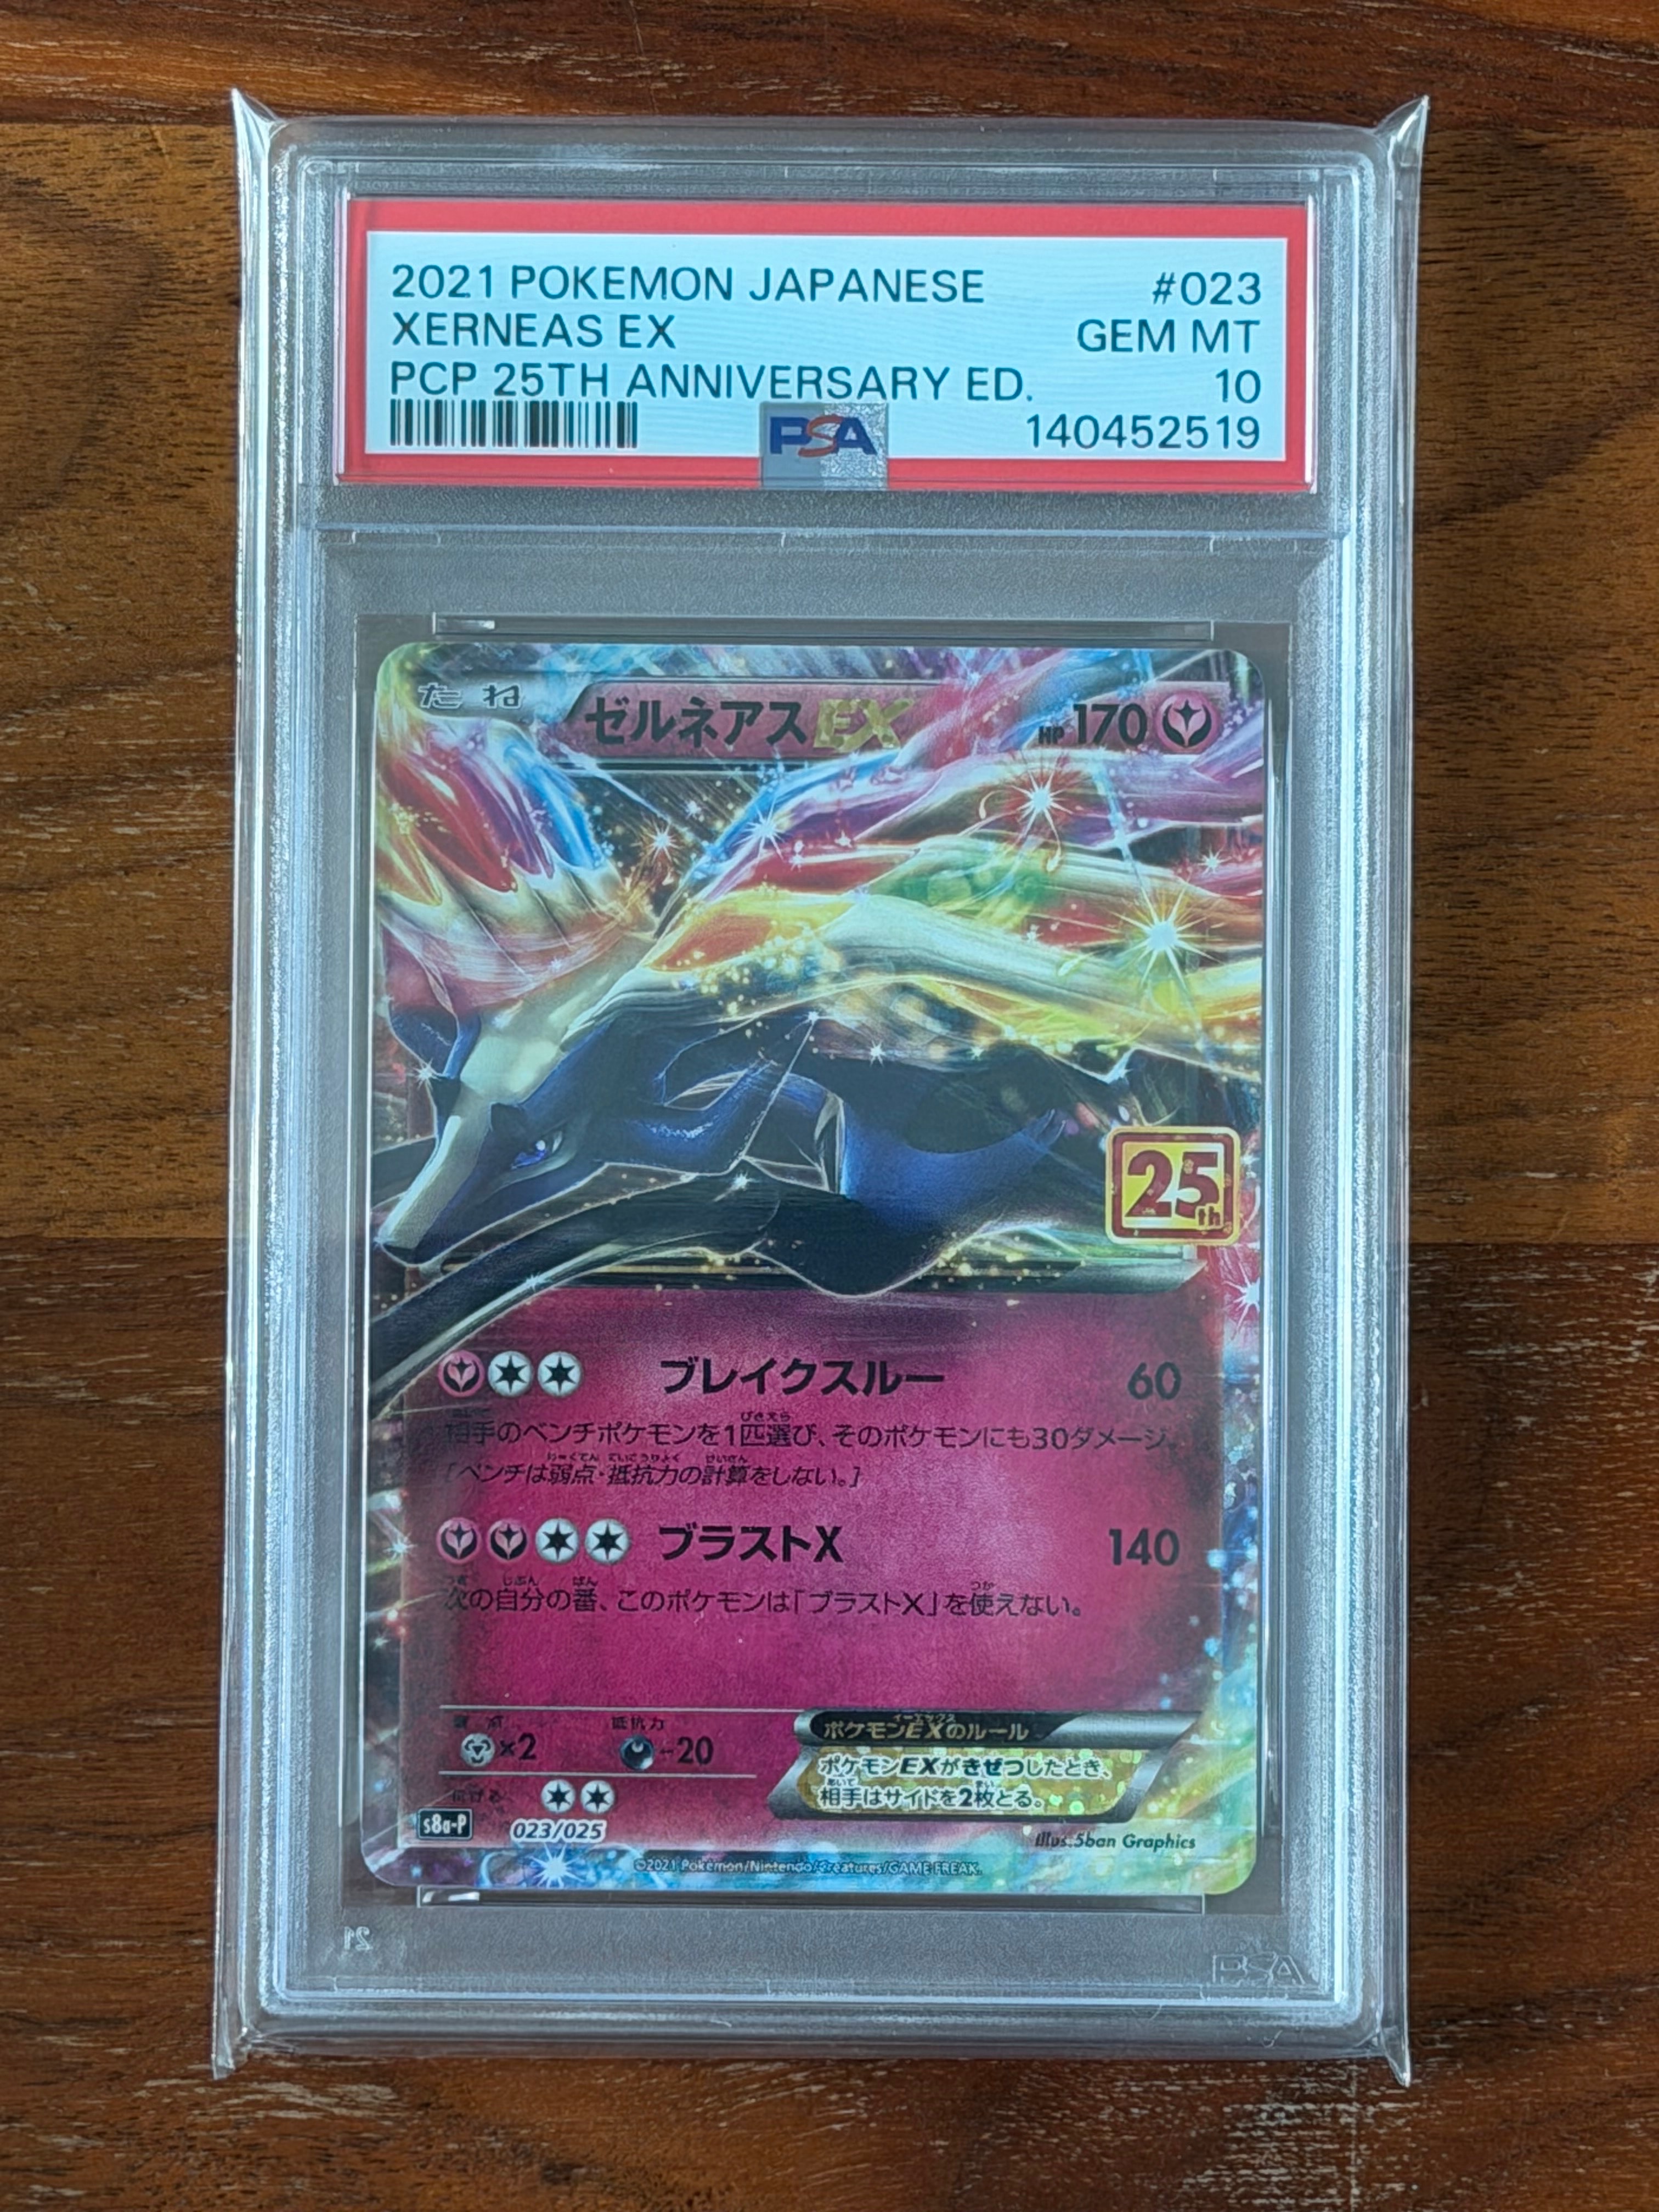 2021 POKEMON JAPANESE #023
XERNEAS EX GEM MT
PCP 25TH ANNIVERSARY ED. 10
PSA 140452519
たね ゼルネアスEX HP170
25th
ブレイクスルー 60
相手のベンチポケモンを1匹選び、そのポケモンにも30ダメージ。
[ベンチは弱点・抵抗力の計算をしない。]
ブラストX 140
次の自分の番、このポケモンは「ブラストX」を使えない。
弱点 ×2 抵抗力 -20
ポケモンEXのルール
ポケモンEXがきぜつしたとき、
相手はサイドを2枚とる。
にげる
s8a-P 023/025
illus.5ban Graphics
©2021 Pokémon/Nintendo/Creatures/GAME FREAK.
PSA